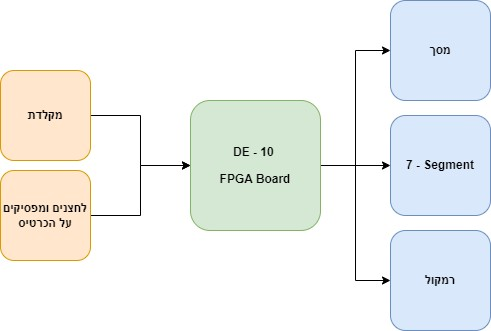 מסך
מקלדת
DE - 10
FPGA Board
7 - Segment
לחצנים ומפסיקים
על הכרטיס
רמקול